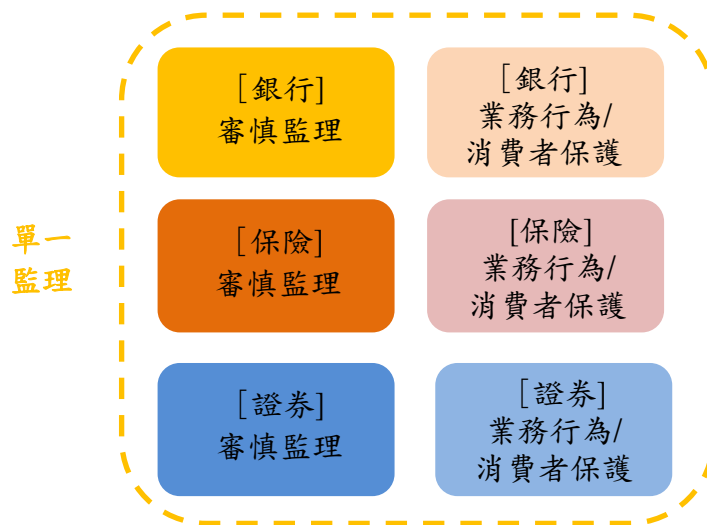 [銀行]
審慎監理
[銀行]
業務行為/
消費者保護
單一
監理
[保險]
審慎監理
[保險]
業務行為/
消費者保護
[證券]
審慎監理
[證券]
業務行為/
消費者保護